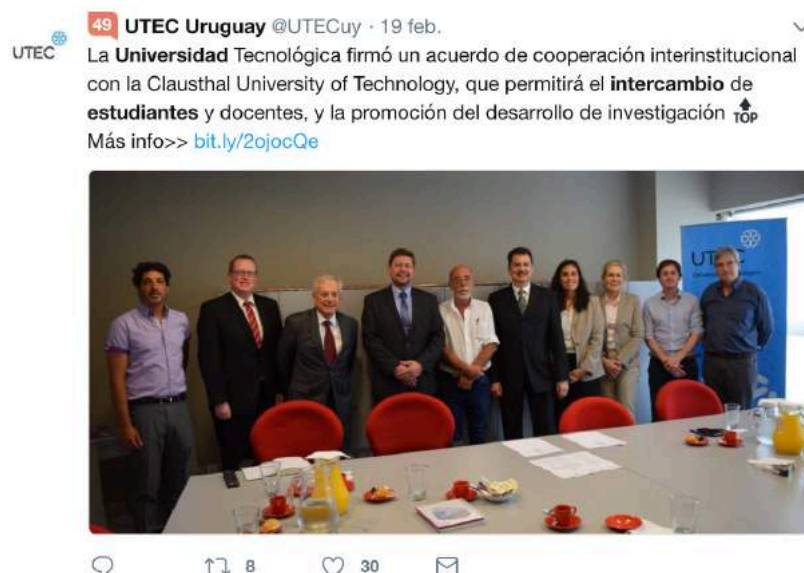 49 UTEC Uruguay @UTECuy · 19 feb.
UTEC
La Universidad Tecnológica firmó un acuerdo de cooperación interinstitucional
con la Clausthal University of Technology, que permitirá el intercambio de
estudiantes y docentes, y la promoción del desarrollo de investigación TOP
Más info>> bit.ly/2ojocQe
UTEC
8 30